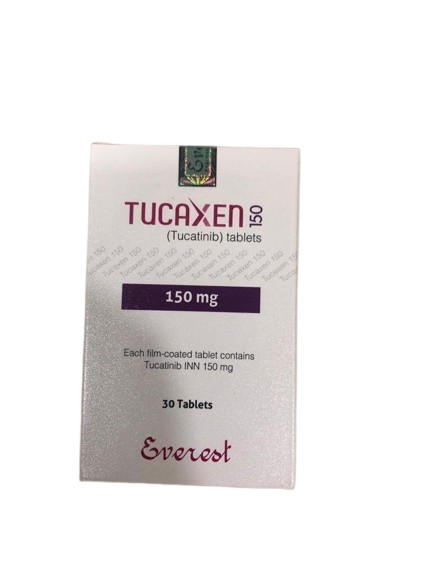 TUCAXEN 150
(Tucatinib) tablets
150 mg
Each film-coated tablet contains
Tucatinib INN 150 mg
30 Tablets
Everest